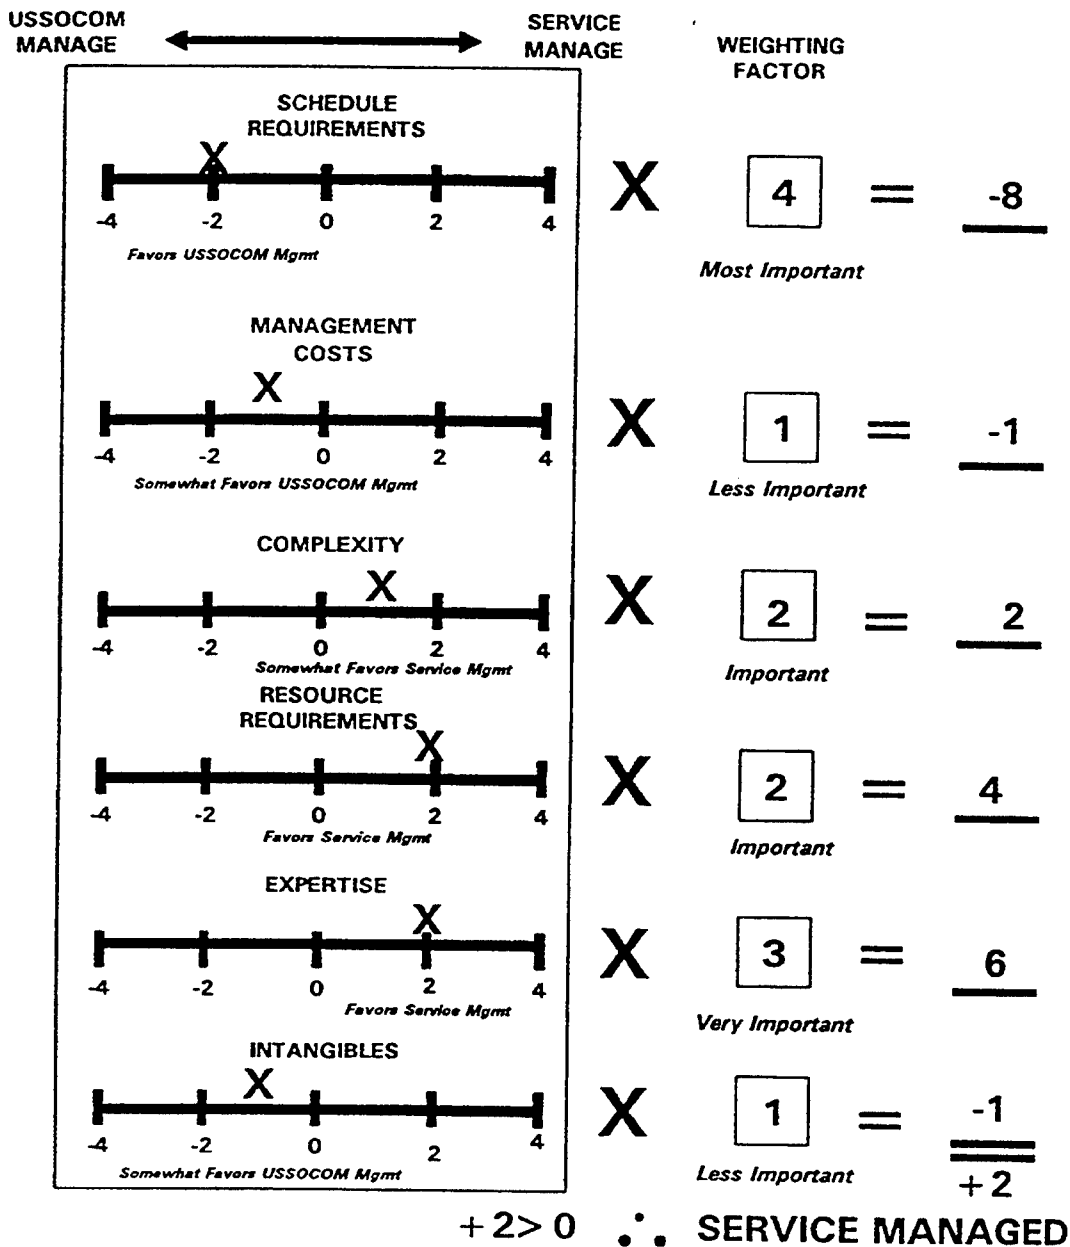 USSOCOM MANAGE
SERVICE MANAGE
WEIGHTING FACTOR
SCHEDULE
REQUIREMENTS
X
-4 -2 0 2 4
Favors USSOCOM Mgmt
X 4 = -8
Most Important
MANAGEMENT
COSTS
X
-4 -2 0 2 4
Somewhat Favors USSOCOM Mgmt
X 1 = -1
Less Important
COMPLEXITY
X
-4 -2 0 2 4
Somewhat Favors Service Mgmt
X 2 = 2
Important
RESOURCE
REQUIREMENTS
X
-4 -2 0 2 4
Favors Service Mgmt
X 2 = 4
Important
EXPERTISE
X
-4 -2 0 2 4
Favors Service Mgmt
X 3 = 6
Very Important
INTANGIBLES
X
-4 -2 0 2 4
Somewhat Favors USSOCOM Mgmt
X 1 = -1
Less Important
+2
+2> 0 ∴ SERVICE MANAGED